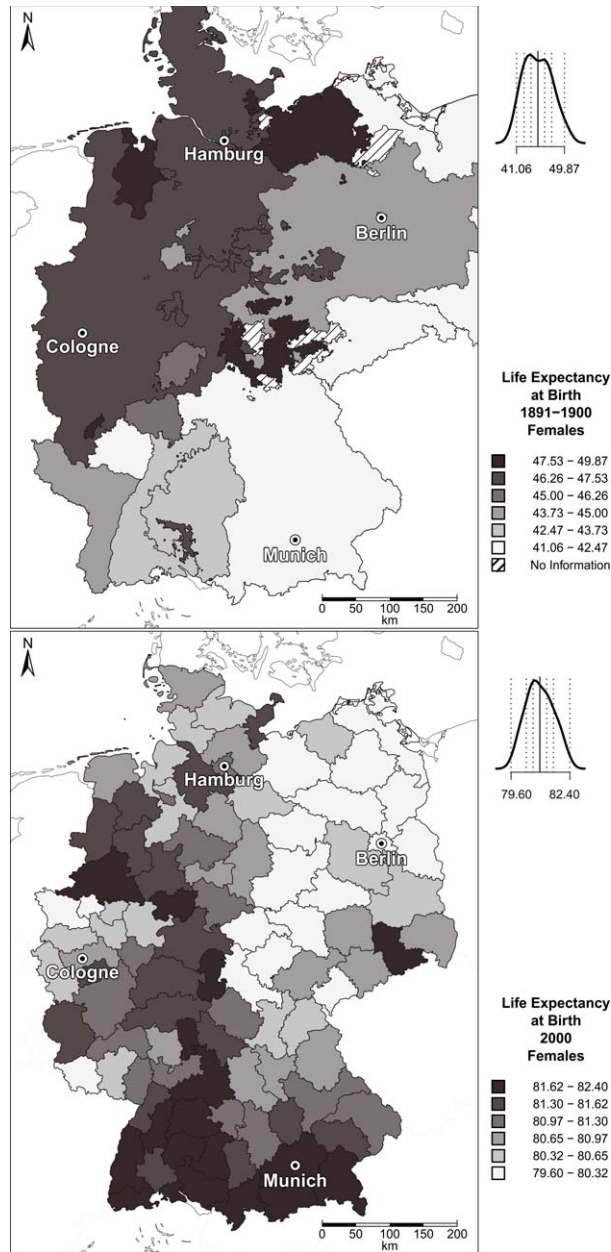 N
Hamburg
Berlin
Cologne
Munich
0 50 100 150 200
km
41.06 49.87
Life Expectancy
at Birth
1891–1900
Females
47.53 – 49.87
46.26 – 47.53
45.00 – 46.26
43.73 – 45.00
42.47 – 43.73
41.06 – 42.47
No Information
N
Hamburg
Berlin
Cologne
Munich
0 50 100 150 200
km
79.60 82.40
Life Expectancy
at Birth
2000
Females
81.62 – 82.40
81.30 – 81.62
80.97 – 81.30
80.65 – 80.97
80.32 – 80.65
79.60 – 80.32